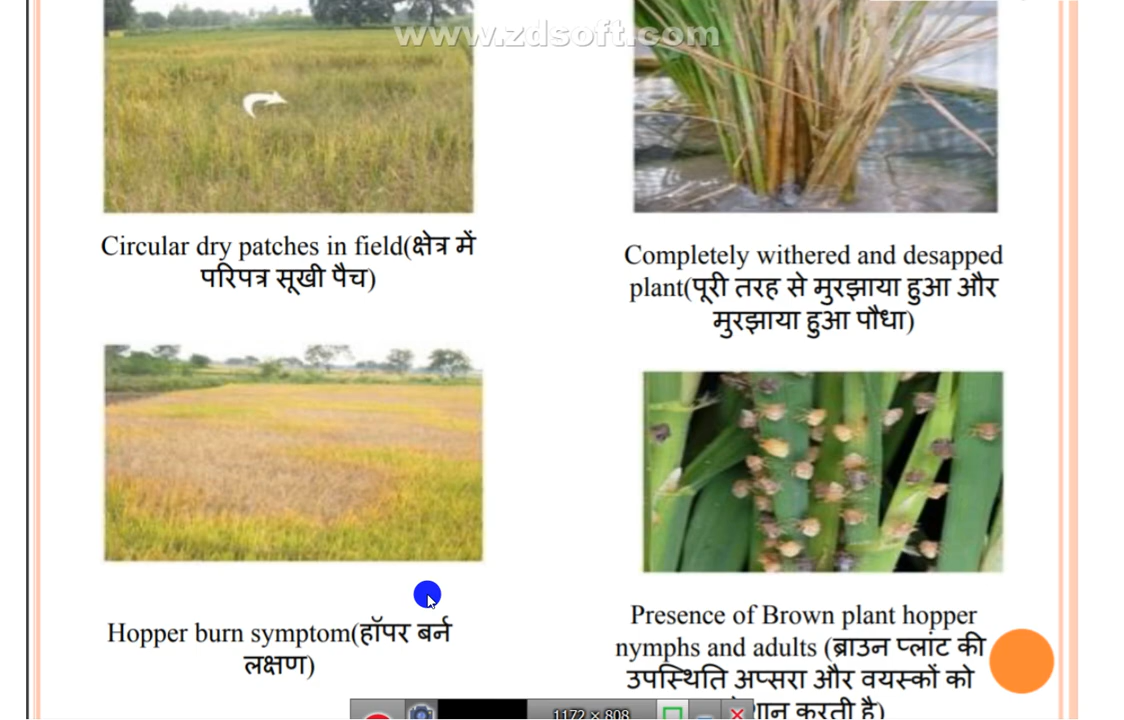 www.zdsoft.com
Circular dry patches in field(क्षेत्र में
परिपत्र सूखी पैच)
Completely withered and desapped
plant(पूरी तरह से मुरझाया हुआ और
मुरझाया हुआ पौधा)
Hopper burn symptom(हॉपर बर्न
लक्षण)
Presence of Brown plant hopper
nymphs and adults (ब्राउन प्लांट की
उपस्थिति अप्सरा और वयस्कों को
करती है)
1172 × 808